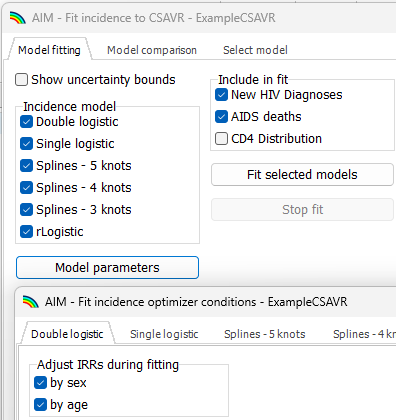 AIM - Fit incidence to CSAVR - ExampleCSAVR
Model fitting Model comparison Select model
Show uncertainty bounds
Incidence model
Double logistic
Single logistic
Splines - 5 knots
Splines - 4 knots
Splines - 3 knots
rLogistic
Model parameters
Include in fit
New HIV Diagnoses
AIDS deaths
CD4 Distribution
Fit selected models
Stop fit
AIM - Fit incidence optimizer conditions - ExampleCSAVR
Double logistic Single logistic Splines - 5 knots Splines - 4 k
Adjust IRRs during fitting
by sex
by age